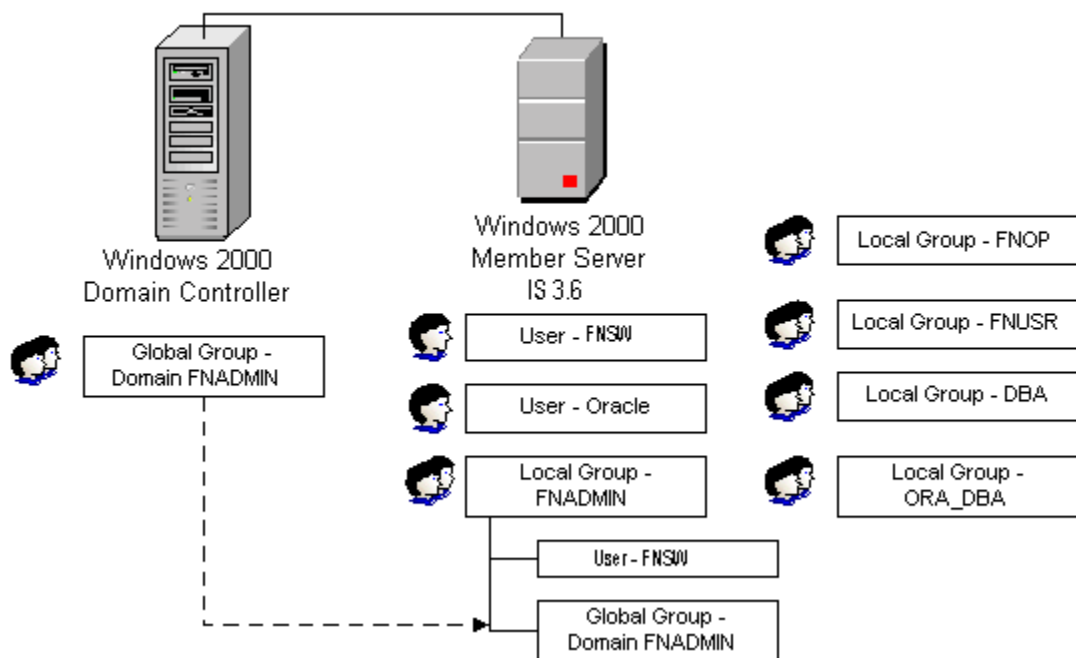 Windows 2000
Domain Controller
Global Group -
Domain FNADMIN
Windows 2000
Member Server
IS 3.6
User - FNSW
User - Oracle
Local Group -
FNADMIN
User - FNSW
Global Group -
Domain FNADMIN
Local Group - FNOP
Local Group - FNUSR
Local Group - DBA
Local Group -
ORA_DBA